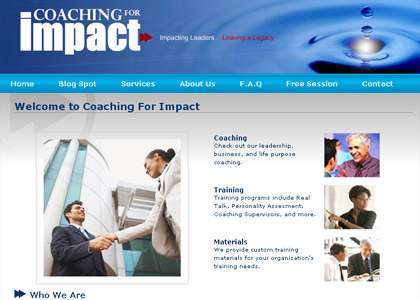 COACHING FOR
impact
Impacting Leaders Leaving a Legacy
Home Blog Spot Services About Us F.A.Q Free Session Contact
Welcome to Coaching For Impact
Coaching
Check out our leadership,
business, and life purpose
coaching.
Training
Training programs include Real
Talk, Personality Assesment,
Coaching Supervisors, and more.
Materials
We provide custom training
materials for your organization's
training needs.
Who We Are